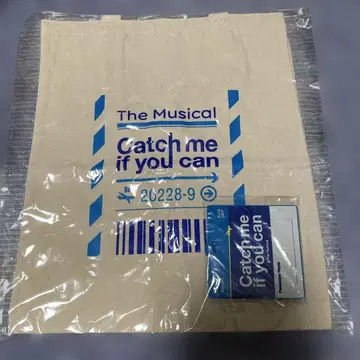 The Musical
Catch me
if you can
20228-9
Catch me
if you can